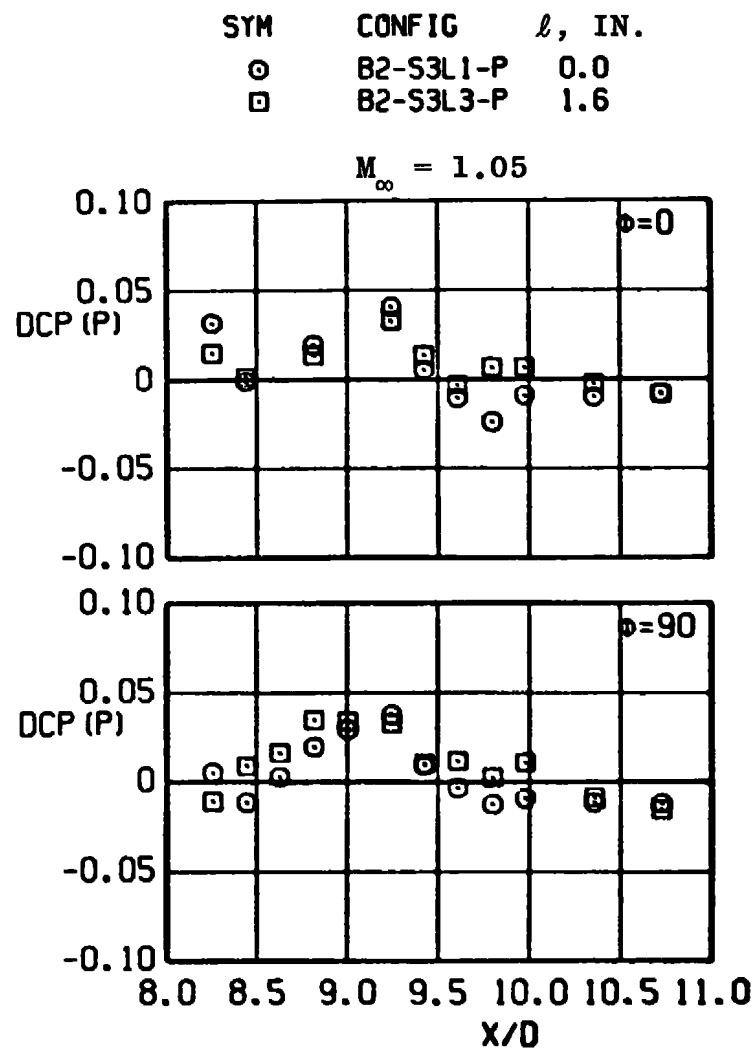 SYM CONFIG ℓ, IN.
⊙ B2-S3L1-P 0.0
⊡ B2-S3L3-P 1.6
M∞ = 1.05
0.10
0.05
DCP (P)
0
-0.05
-0.10
Φ=0
0.10
0.05
DCP (P)
0
-0.05
-0.10
Φ=90
8.0 8.5 9.0 9.5 10.0 10.5 11.0
X/D